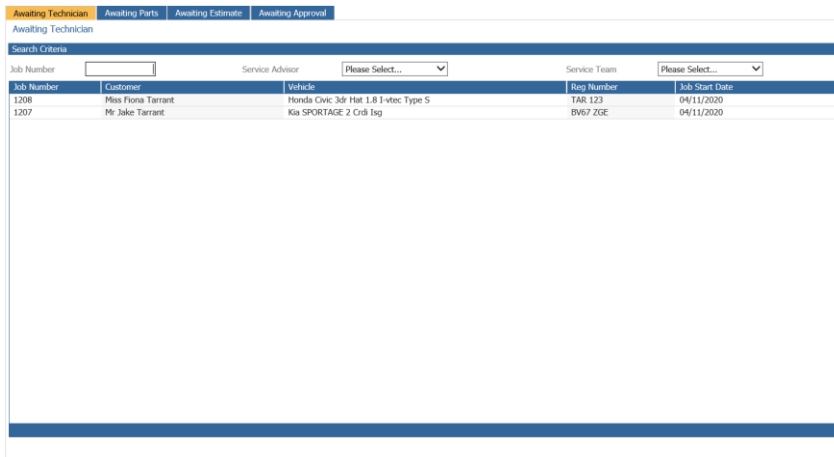 Awaiting Technician Awaiting Parts Awaiting Estimate Awaiting Approval
Awaiting Technician
Search Criteria
Job Number Service Advisor Please Select... Service Team Please Select...
Job Number Customer Vehicle Reg Number Job Start Date
1208 Miss Fiona Tarrant Honda Civic 3dr Hat 1.8 I-vtec Type S TAR 123 04/11/2020
1207 Mr Jake Tarrant Kia SPORTAGE 2 Crdi Isg BV67 ZGE 04/11/2020